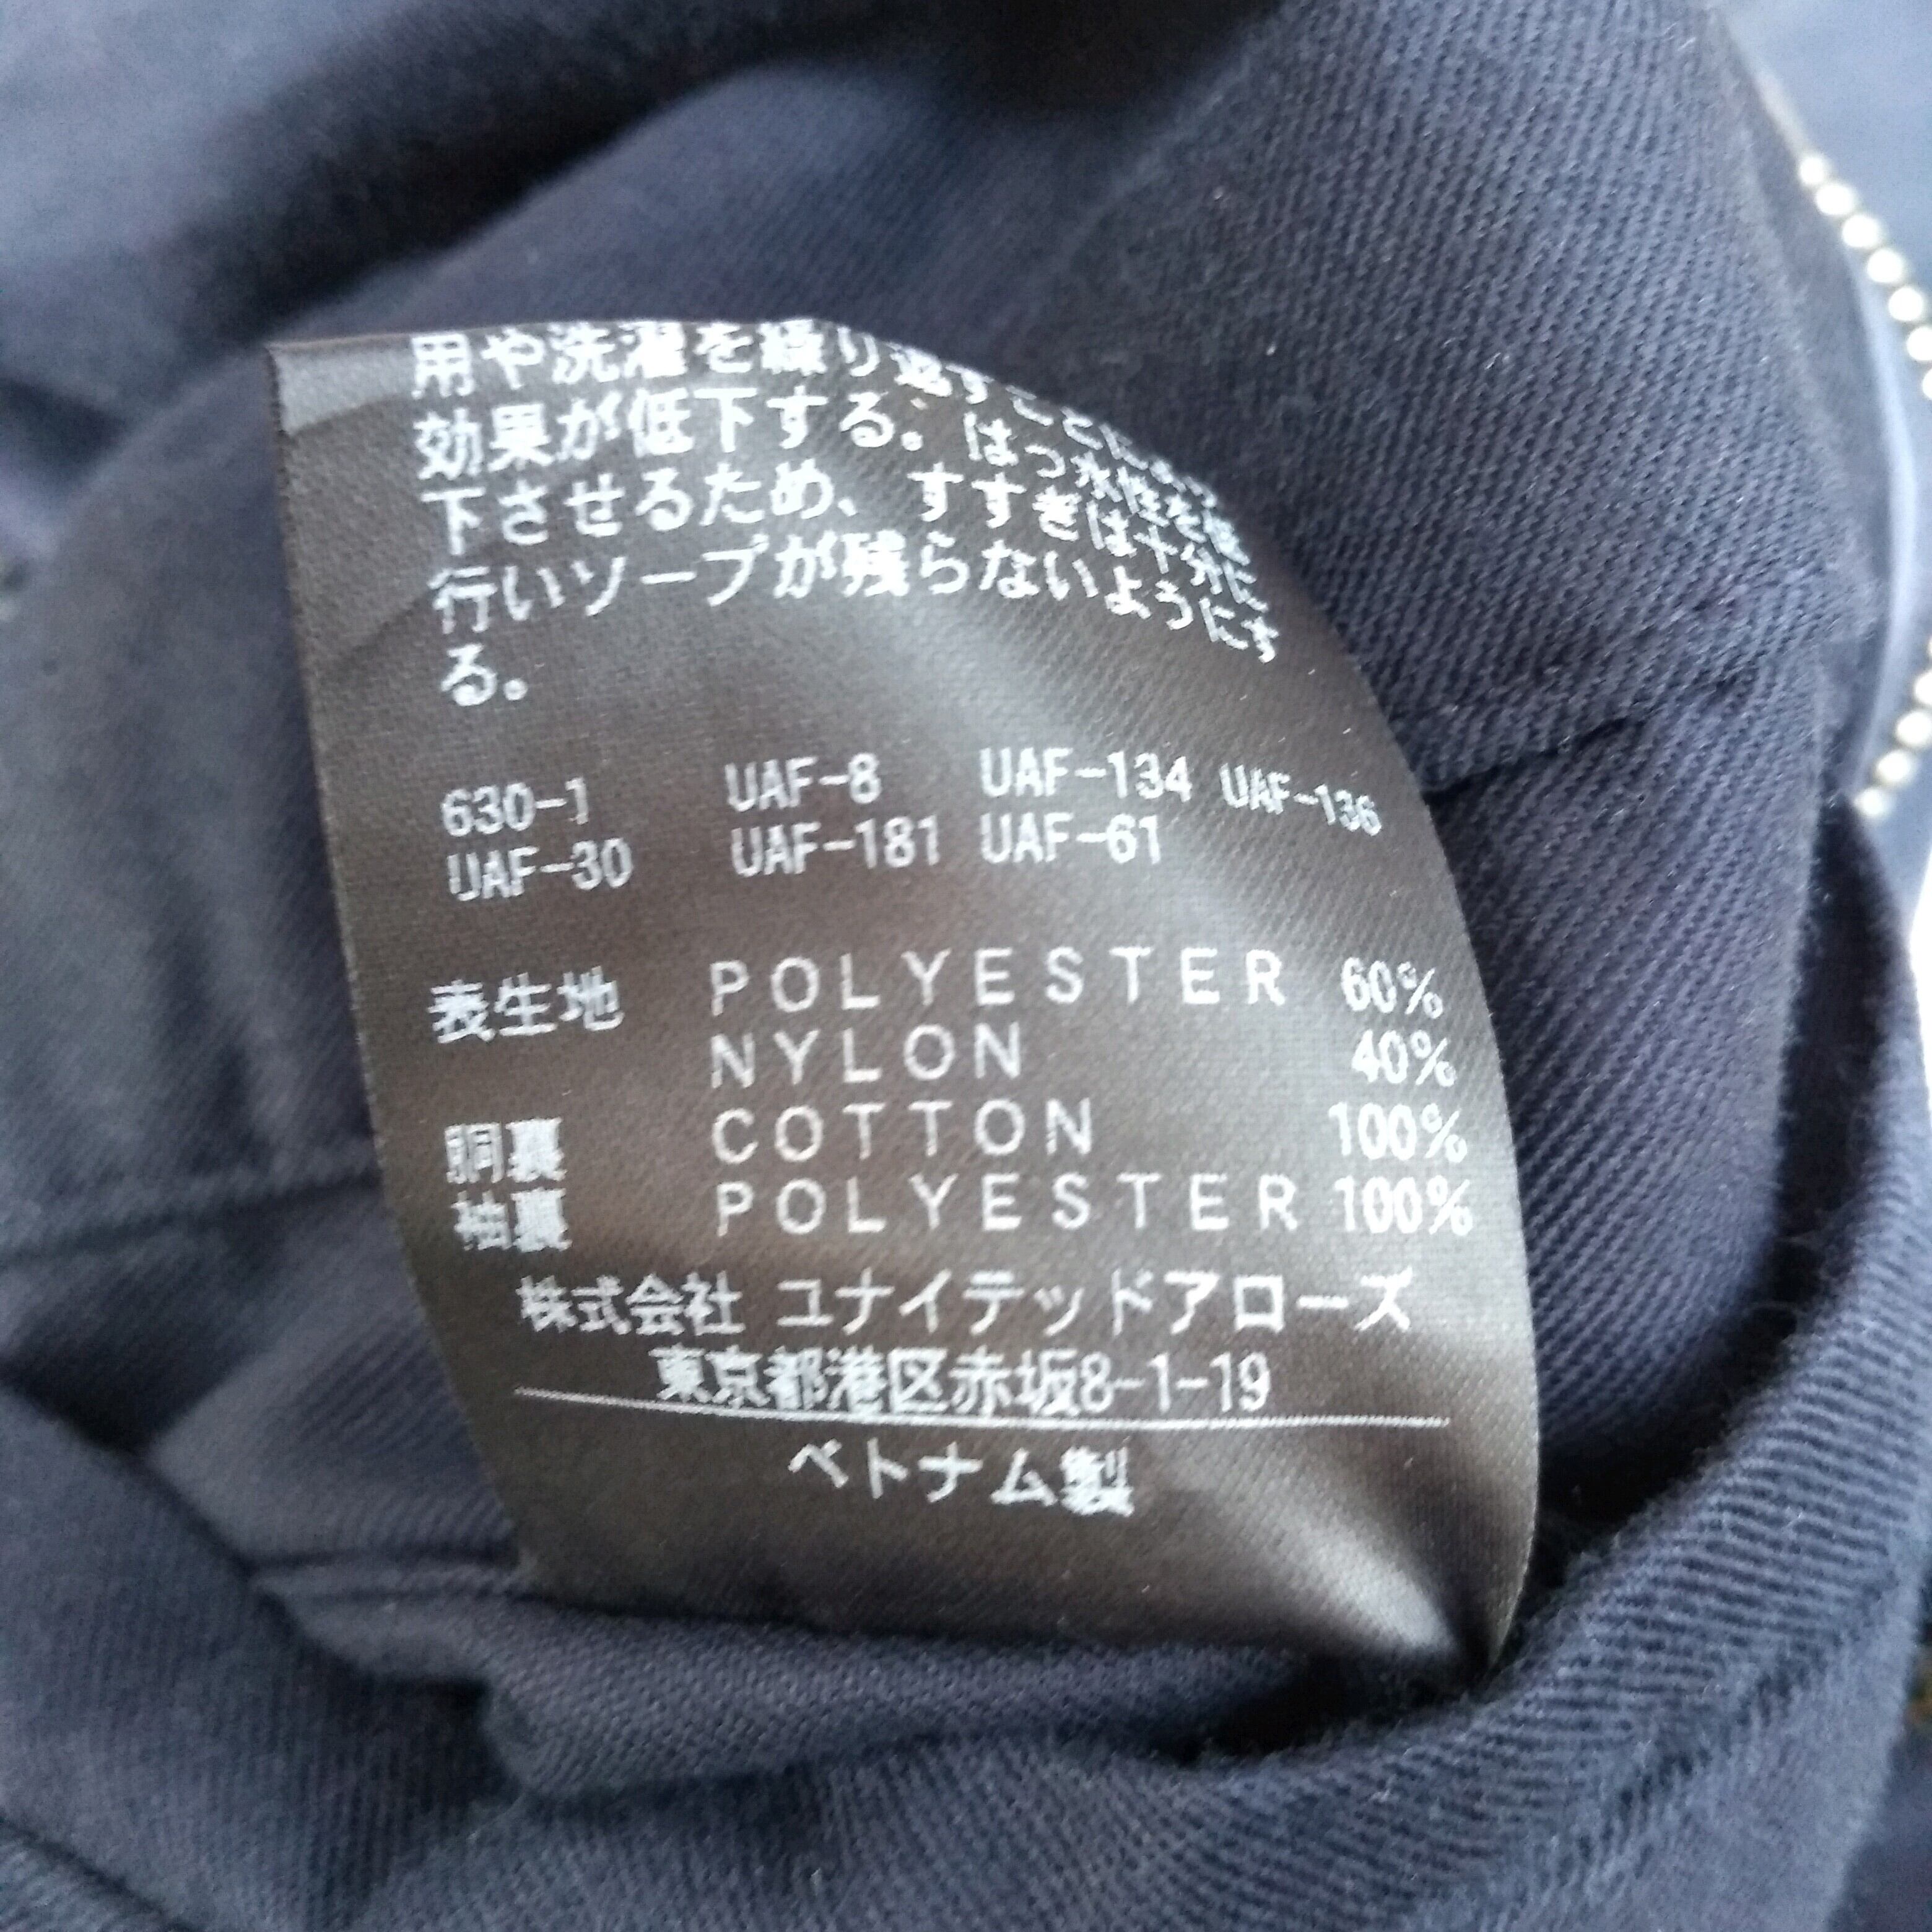 用や洗濯を繰り返すことによ
効果が低下する。はっ水性を低
下させるため、すすぎは十分に
行いソープが残らないようにす
る。
630-1 UAF-8 UAF-134 UAF-136
UAF-30 UAF-181 UAF-61
表生地 POLYESTER 60%
NYLON 40%
胴裏 COTTON 100%
袖裏 POLYESTER 100%
株式会社 ユナイテッドアローズ
東京都港区赤坂8-1-19
ベトナム製